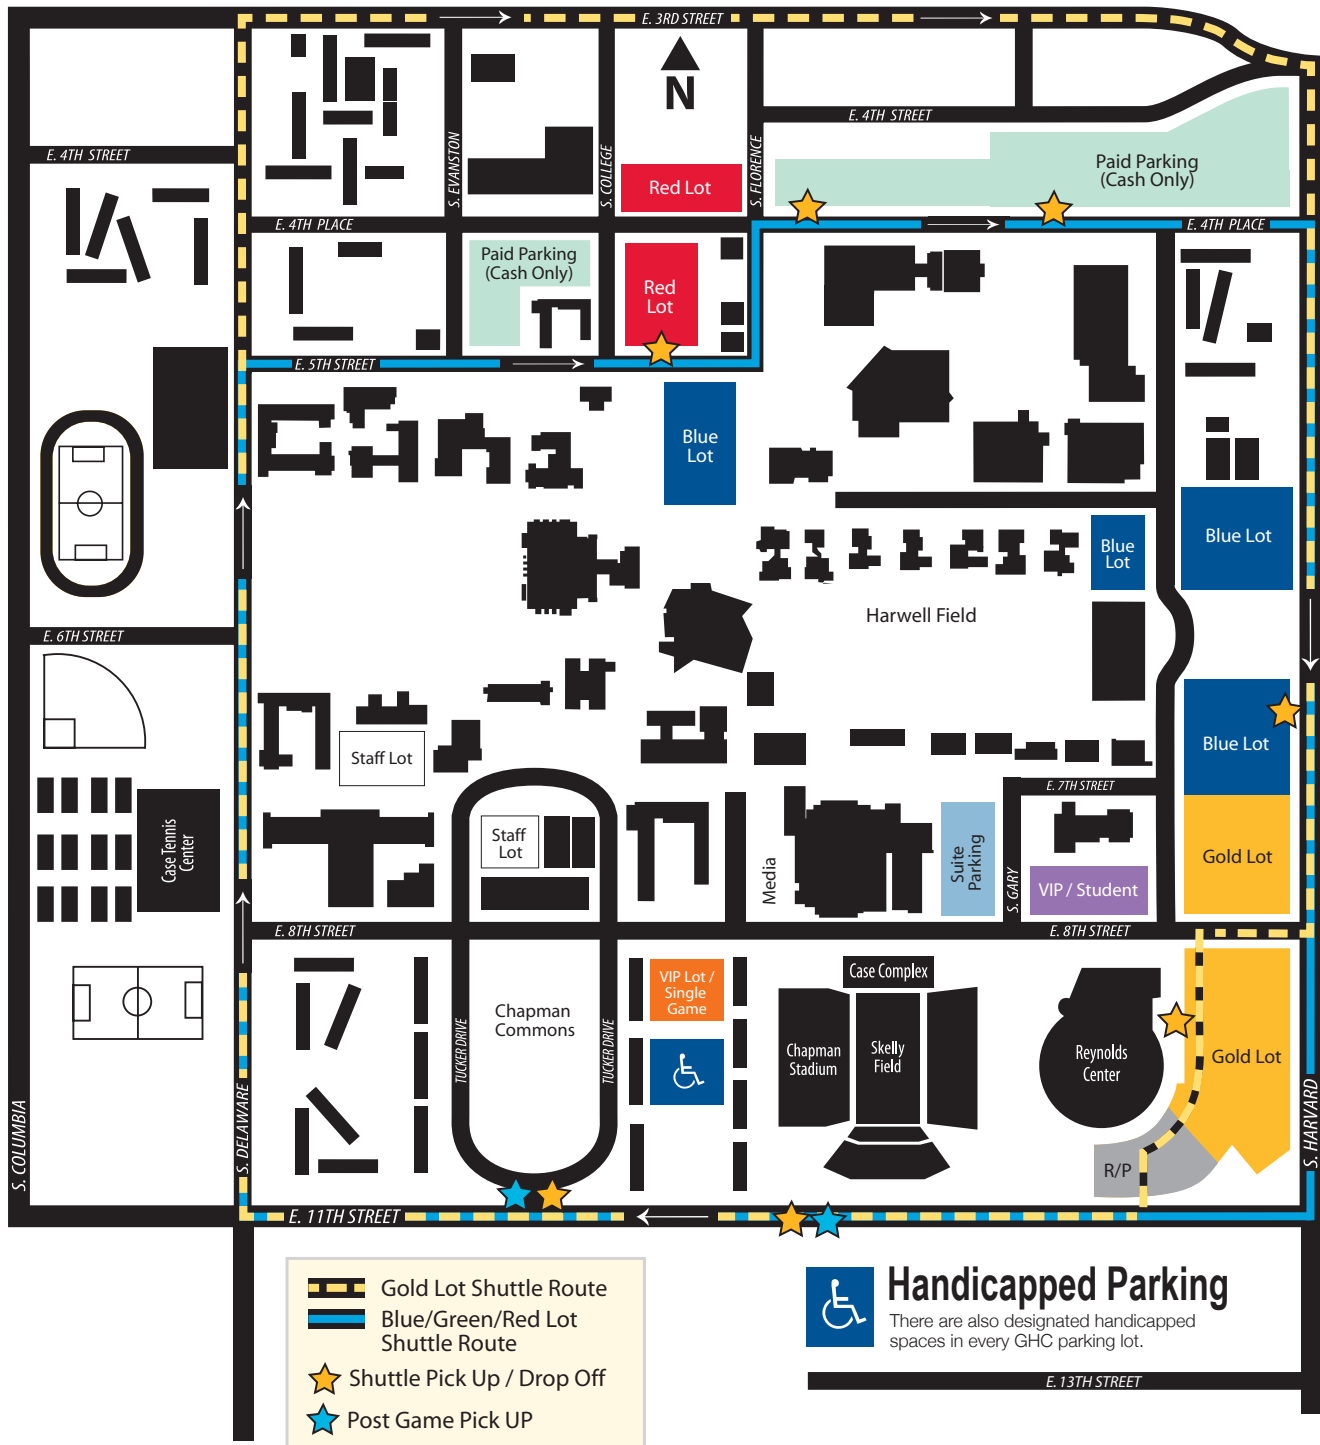 E. 3RD STREET
N
E. 4TH STREET
E. 4TH STREET
S. EVANSTON
S. COLLEGE
S. FLORENCE
Paid Parking
(Cash Only)
Red Lot
E. 4TH PLACE
E. 4TH PLACE
Paid Parking
(Cash Only)
Red
Lot
E. 5TH STREET
Blue
Lot
Blue Lot
Blue
Lot
Harwell Field
E. 6TH STREET
Staff Lot
Blue Lot
E. 7TH STREET
Case Tennis
Center
Staff
Lot
Media
Suite
Parking
S. GARY
VIP / Student
Gold Lot
E. 8TH STREET
E. 8TH STREET
VIP Lot /
Single
Game
Case Complex
Chapman
Commons
TUCKER DRIVE
TUCKER DRIVE
Chapman
Stadium
Skelly
Field
Reynolds
Center
Gold Lot
S. COLUMBIA
S. DELAWARE
S. HARVARD
R/P
E. 11TH STREET
Gold Lot Shuttle Route
Blue/Green/Red Lot
Shuttle Route
Shuttle Pick Up / Drop Off
Post Game Pick UP
Handicapped Parking
There are also designated handicapped
spaces in every GHC parking lot.
E. 13TH STREET